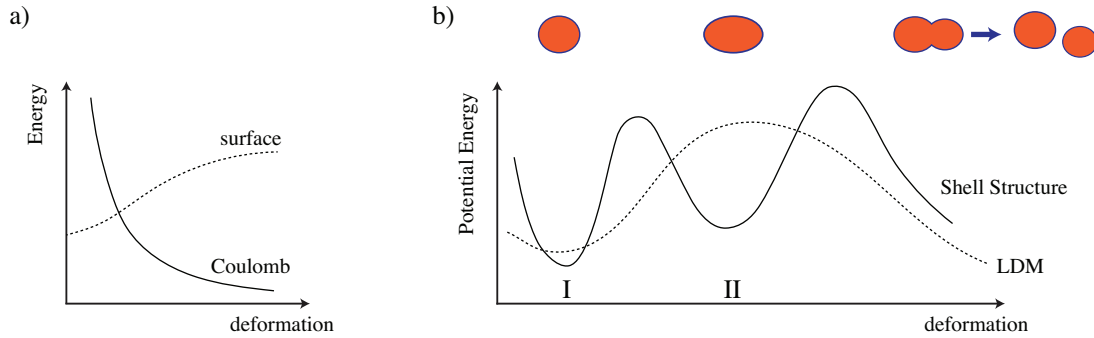 a)
Energy
surface
Coulomb
deformation
b)
Potential Energy
Shell Structure
LDM
I
II
deformation